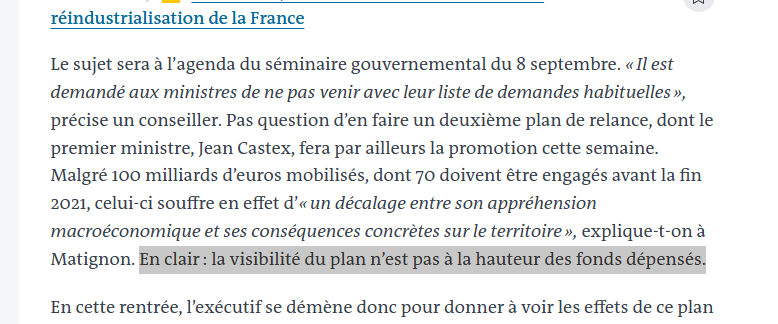 réindustrialisation de la France
Le sujet sera à l’agenda du séminaire gouvernemental du 8 septembre. « Il est
demandé aux ministres de ne pas venir avec leur liste de demandes habituelles »,
précise un conseiller. Pas question d’en faire un deuxième plan de relance, dont le
premier ministre, Jean Castex, fera par ailleurs la promotion cette semaine.
Malgré 100 milliards d’euros mobilisés, dont 70 doivent être engagés avant la fin
2021, celui-ci souffre en effet d’« un décalage entre son appréhension
macroéconomique et ses conséquences concrètes sur le territoire », explique-t-on à
Matignon. En clair : la visibilité du plan n’est pas à la hauteur des fonds dépensés.
En cette rentrée, l’exécutif se démène donc pour donner à voir les effets de ce plan